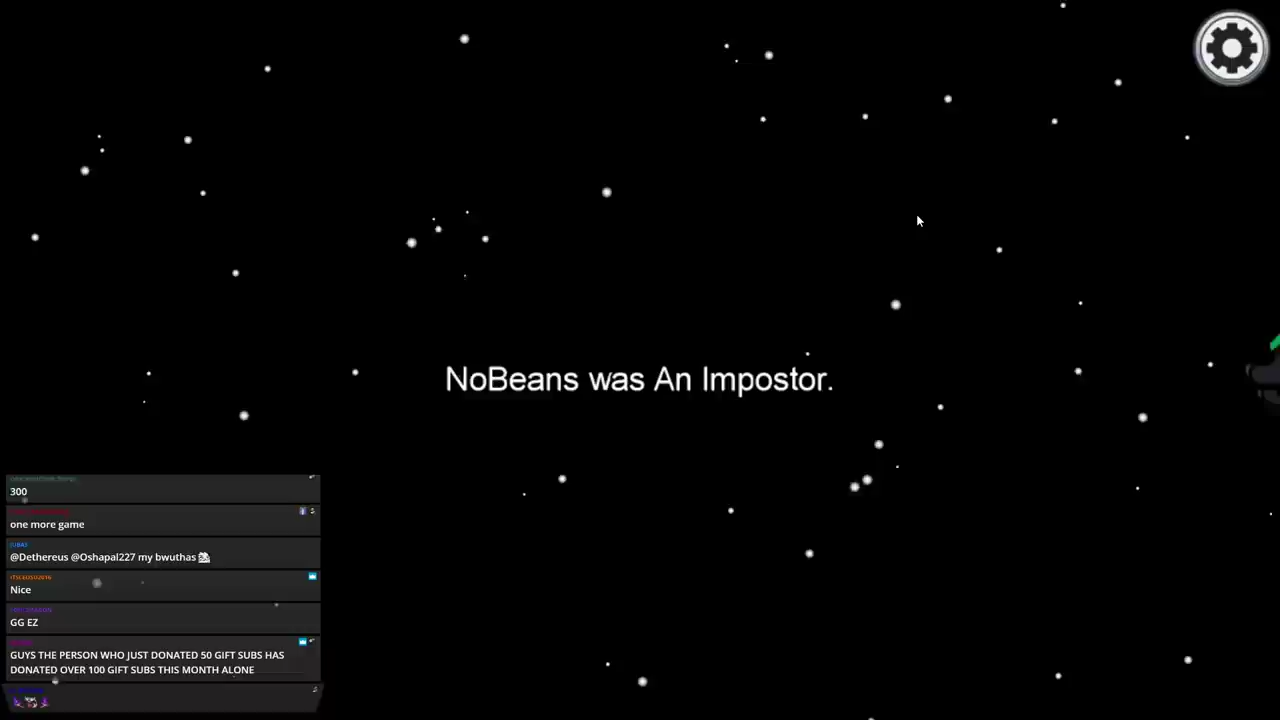 NoBeans was An Impostor.
300
one more game
@Dethereus @Oshapal227 my bwuthas
Nice
GG EZ
GUYS THE PERSON WHO JUST DONATED 50 GIFT SUBS HAS
DONATED OVER 100 GIFT SUBS THIS MONTH ALONE